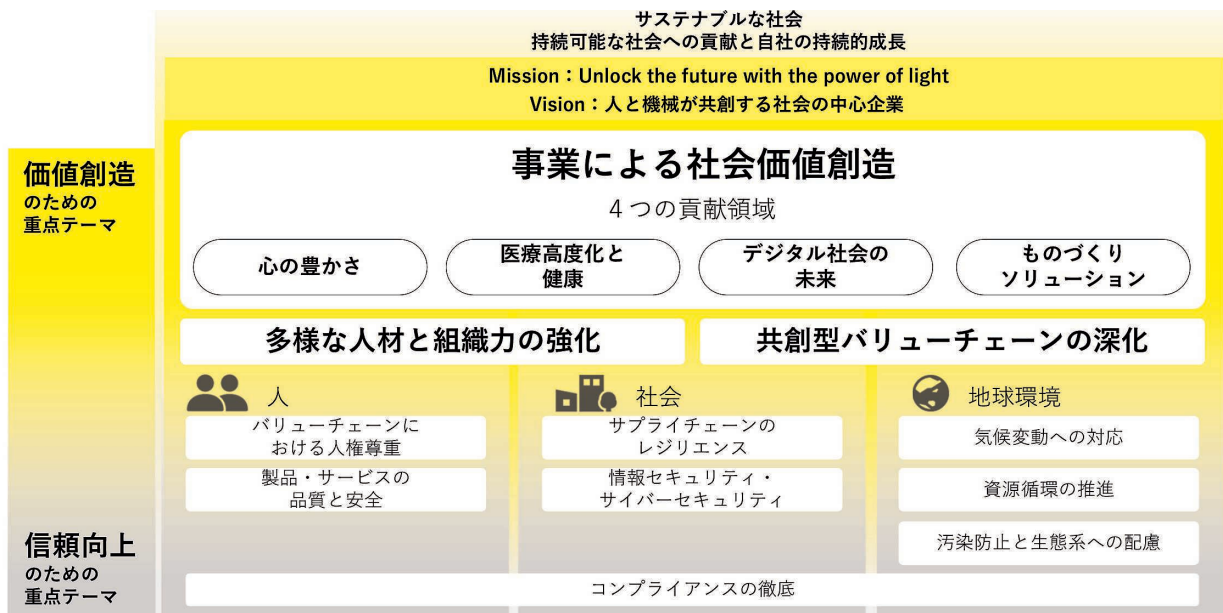 サステナブルな社会
持続可能な社会への貢献と自社の持続的成長
Mission：Unlock the future with the power of light
Vision：人と機械が共創する社会の中心企業
価値創造
のための
重点テーマ
事業による社会価値創造
4つの貢献領域
心の豊かさ
医療高度化と
健康
デジタル社会の
未来
ものづくり
ソリューション
多様な人材と組織力の強化
共創型バリューチェーンの深化
人
バリューチェーンに
おける人権尊重
製品・サービスの
品質と安全
社会
サプライチェーンの
レジリエンス
情報セキュリティ・
サイバーセキュリティ
地球環境
気候変動への対応
資源循環の推進
汚染防止と生態系への配慮
信頼向上
のための
重点テーマ
コンプライアンスの徹底